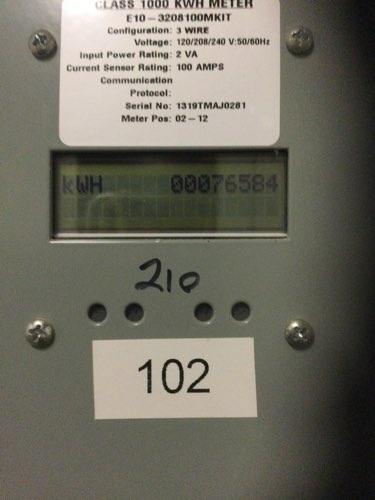 CLASS 1000 KWH METER
E10-3208100MKIT
Configuration: 3 WIRE
Voltage: 120/208/240 V:50/60Hz
Input Power Rating: 2 VA
Current Sensor Rating: 100 AMPS
Communication
Protocol:
Serial No: 1319TMAJ0281
Meter Pos: 02-12
kWH 00076584
210
102